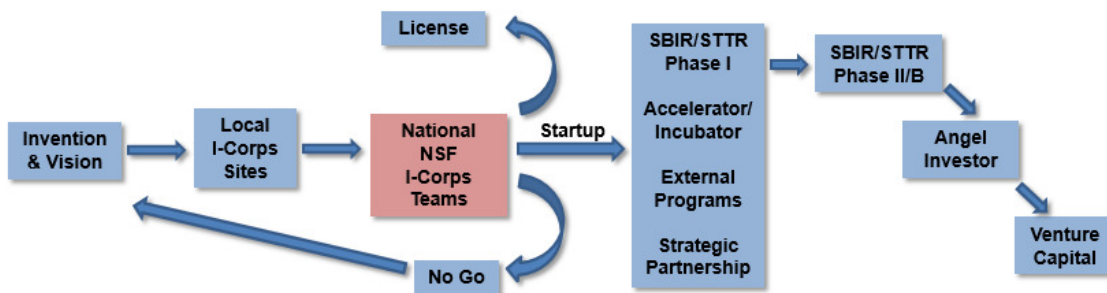 License
Invention
& Vision
Local
I-Corps
Sites
National
NSF
I-Corps
Teams
Startup
No Go
SBIR/STTR
Phase I
Accelerator/
Incubator
External
Programs
Strategic
Partnership
SBIR/STTR
Phase II/B
Angel
Investor
Venture
Capital